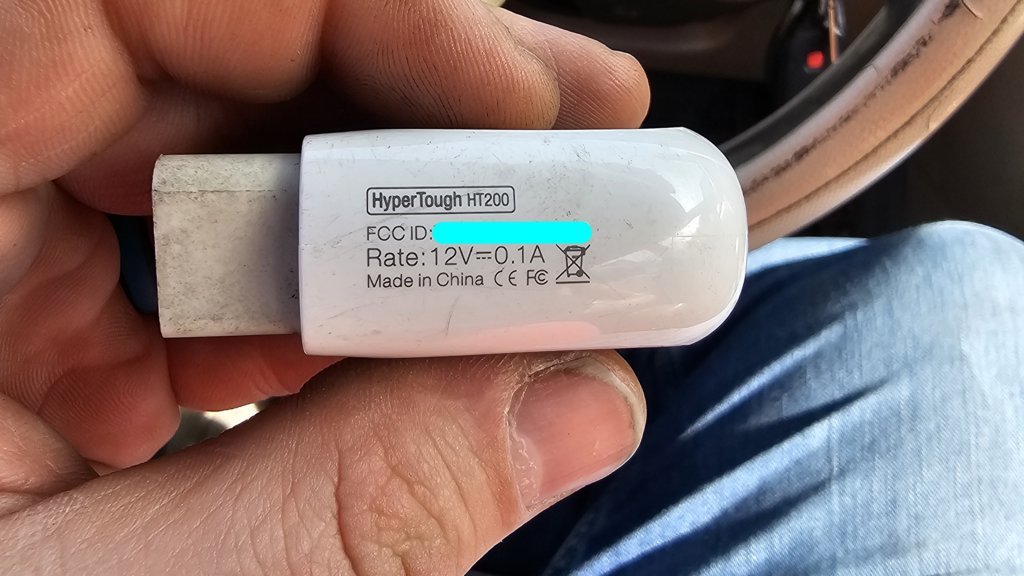 HyperTough HT200
FCC ID:
Rate: 12V⎓0.1A
Made in China CE FC